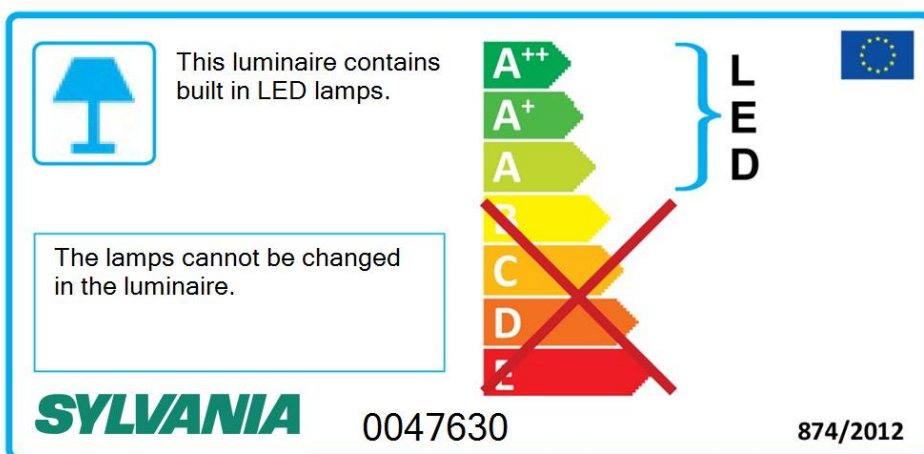 This luminaire contains
built in LED lamps.
A++
A+
A
B
C
D
E
L
E
D
The lamps cannot be changed
in the luminaire.
SYLVANIA
0047630
874/2012